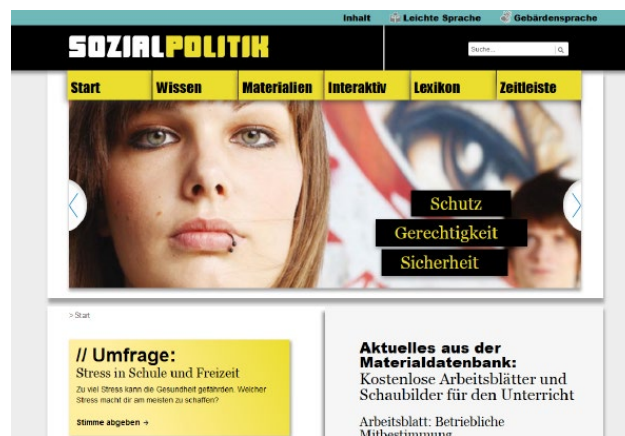 Inhalt Leichte Sprache Gebärdensprache
SOZIALPOLITIK
Suche...
Start Wissen Materialien Interaktiv Lexikon Zeitleiste
Schutz
Gerechtigkeit
Sicherheit
> Start
// Umfrage:
Stress in Schule und Freizeit
Zu viel Stress kann die Gesundheit gefährden. Welcher
Stress macht dir am meisten zu schaffen?
Stimme abgeben →
Aktuelles aus der
Materialdatenbank:
Kostenlose Arbeitsblätter und
Schaubilder für den Unterricht
Arbeitsblatt: Betriebliche
Mitbestimmung